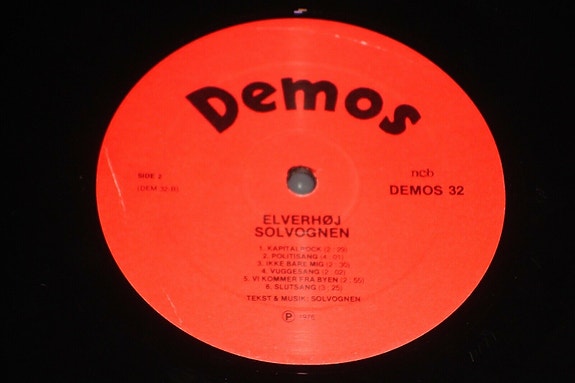 Demos
SIDE 2
(DEM 32 B)
ncb
DEMOS 32
ELVERHØJ
SOLVOGNEN
1. KAPITALROCK (3:29)
2. POLITISANG (4:01)
3. IKKE BARE MIG (2:30)
4. VUGGESANG (2:02)
5. VI KOMMER FRA BYEN (2:55)
6. SLUTSANG (3:25)
TEKST & MUSIK: SOLVOGNEN
Ⓟ 1976